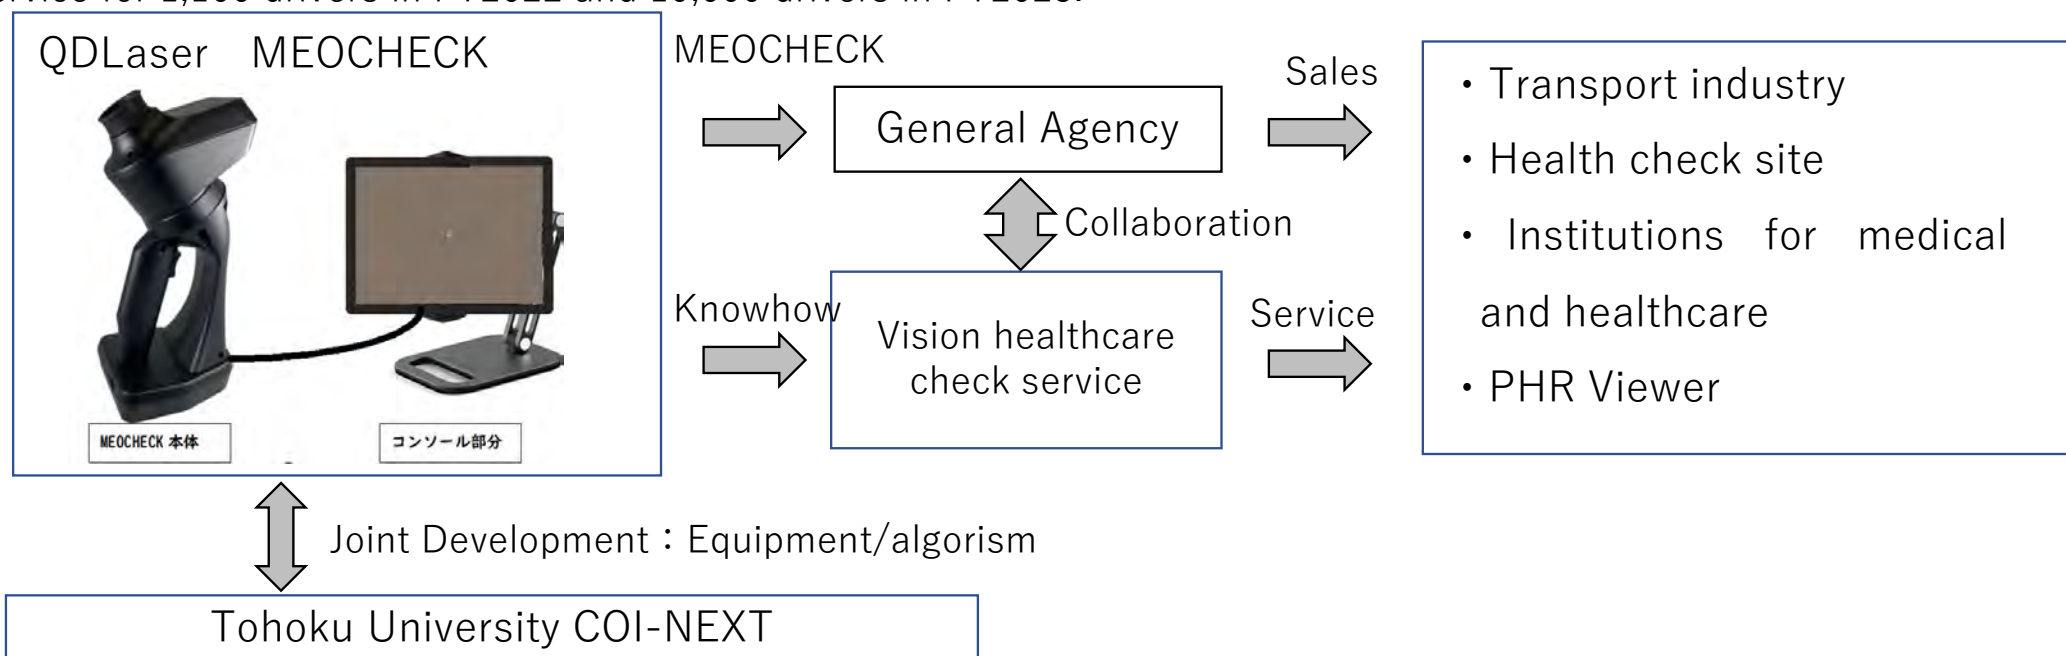 QDLaser MEOCHECK
MEOCHECK 本体
コンソール部分
MEOCHECK
General Agency
Sales
Collaboration
Knowhow
Vision healthcare
check service
Service
・Transport industry
・Health check site
・ Institutions for medical
and healthcare
・PHR Viewer
Joint Development：Equipment/algorism
Tohoku University COI-NEXT